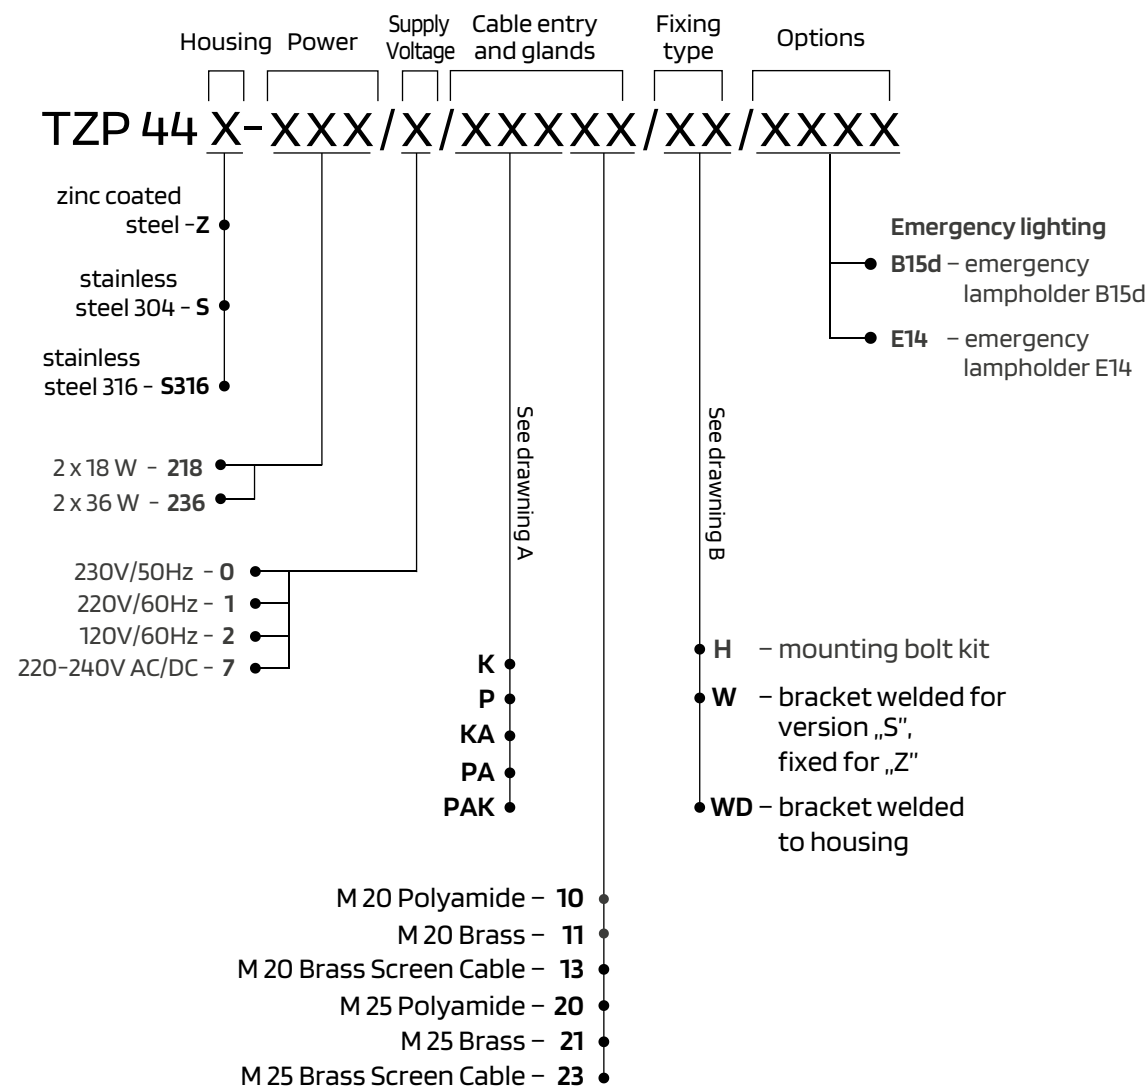 Housing
Power
Supply
Voltage
Cable entry
and glands
Fixing
type
Options
TZP 44 X-XXX/X/XXXXX/XX/XXXX
zinc coated
steel -Z
stainless
steel 304 - S
stainless
steel 316 - S316
2 x 18 W - 218
2 x 36 W - 236
230V/50Hz - 0
220V/60Hz - 1
120V/60Hz - 2
220-240V AC/DC - 7
See drawning A
K
P
KA
PA
PAK
M 20 Polyamide – 10
M 20 Brass – 11
M 20 Brass Screen Cable – 13
M 25 Polyamide – 20
M 25 Brass – 21
M 25 Brass Screen Cable – 23
See drawning B
H – mounting bolt kit
W – bracket welded for
version „S”,
fixed for „Z”
WD – bracket welded
to housing
Emergency lighting
B15d – emergency
lampholder B15d
E14 – emergency
lampholder E14